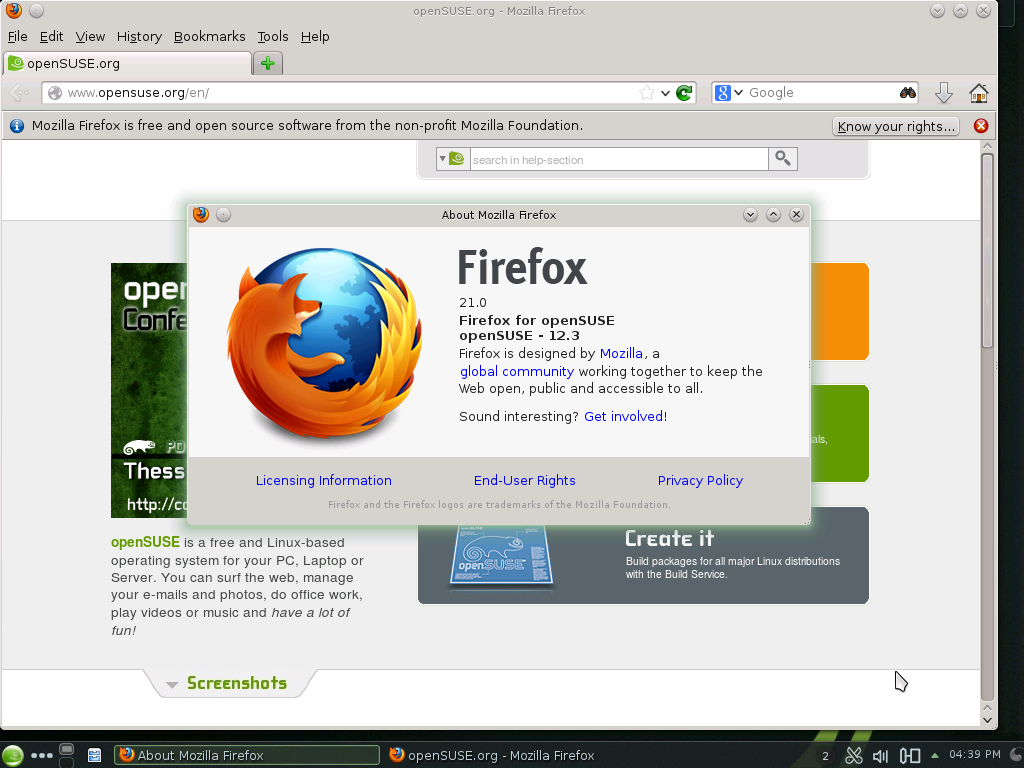 openSUSE.org - Mozilla Firefox
File Edit View History Bookmarks Tools Help
openSUSE.org
www.opensuse.org/en/
Google
Mozilla Firefox is free and open source software from the non-profit Mozilla Foundation.
Know your rights...
search in help-section
About Mozilla Firefox
Firefox
21.0
Firefox for openSUSE
openSUSE - 12.3
Firefox is designed by Mozilla, a
global community working together to keep the
Web open, public and accessible to all.
Sound interesting? Get involved!
Licensing Information End-User Rights Privacy Policy
Firefox and the Firefox logos are trademarks of the Mozilla Foundation.
http://
openSUSE is a free and Linux-based
operating system for your PC, Laptop or
Server. You can surf the web, manage
your e-mails and photos, do office work,
play videos or music and have a lot of
fun!
openSUSE
Create it
Build packages for all major Linux distributions
with the Build Service.
Screenshots
About Mozilla Firefox
openSUSE.org - Mozilla Firefox
2
04:39 PM